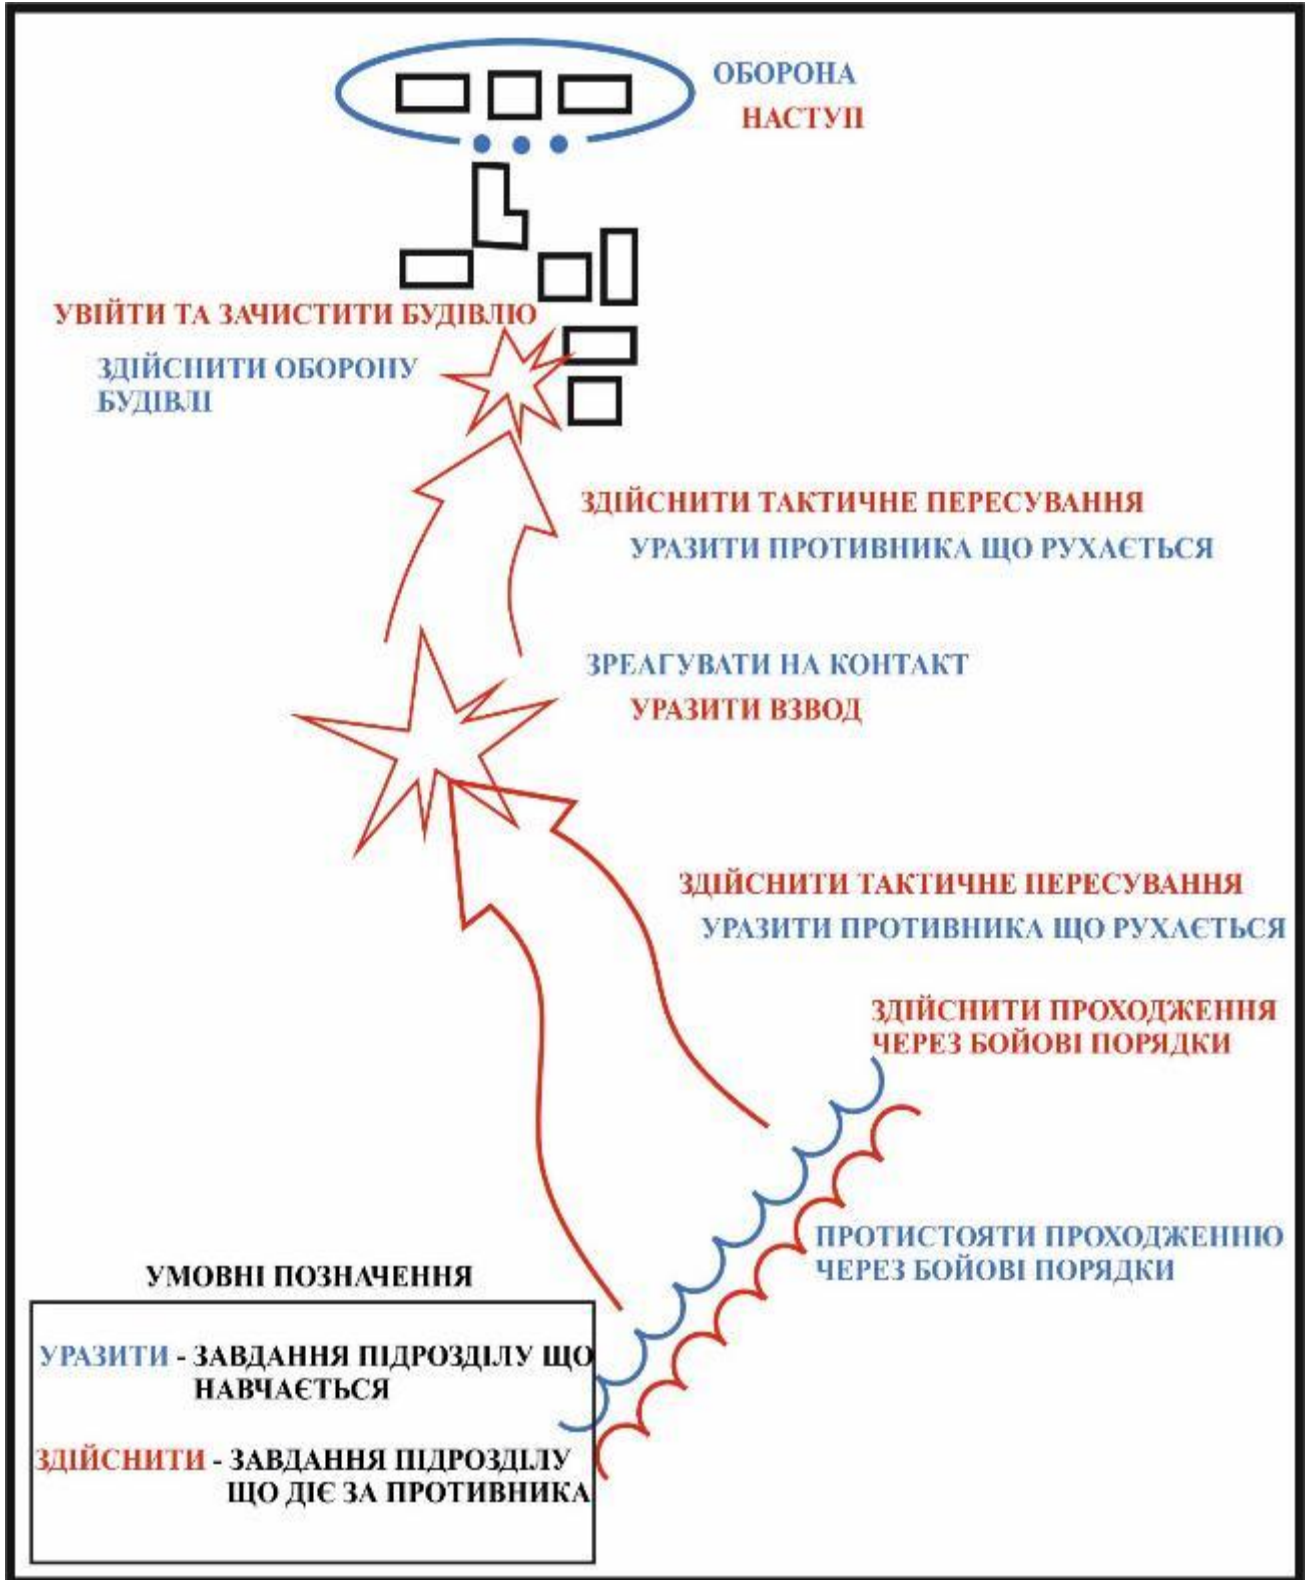 ОБОРОНА
НАСТУП
УВІЙТИ ТА ЗАЧИСТИТИ БУДІВЛЮ
ЗДІЙСНИТИ ОБОРОНУ
БУДІВЛІ
ЗДІЙСНИТИ ТАКТИЧНЕ ПЕРЕСУВАННЯ
УРАЗИТИ ПРОТИВНИКА ЩО РУХАЄТЬСЯ
ЗРЕАГУВАТИ НА КОНТАКТ
УРАЗИТИ ВЗВОД
ЗДІЙСНИТИ ТАКТИЧНЕ ПЕРЕСУВАННЯ
УРАЗИТИ ПРОТИВНИКА ЩО РУХАЄТЬСЯ
ЗДІЙСНИТИ ПРОХОДЖЕННЯ
ЧЕРЕЗ БОЙОВІ ПОРЯДКИ
ПРОТИСТОЯТИ ПРОХОДЖЕННЮ
ЧЕРЕЗ БОЙОВІ ПОРЯДКИ
УМОВНІ ПОЗНАЧЕННЯ
УРАЗИТИ - ЗАВДАННЯ ПІДРОЗДІЛУ ЩО
НАВЧАЄТЬСЯ
ЗДІЙСНИТИ - ЗАВДАННЯ ПІДРОЗДІЛУ
ЩО ДІЄ ЗА ПРОТИВНИКА